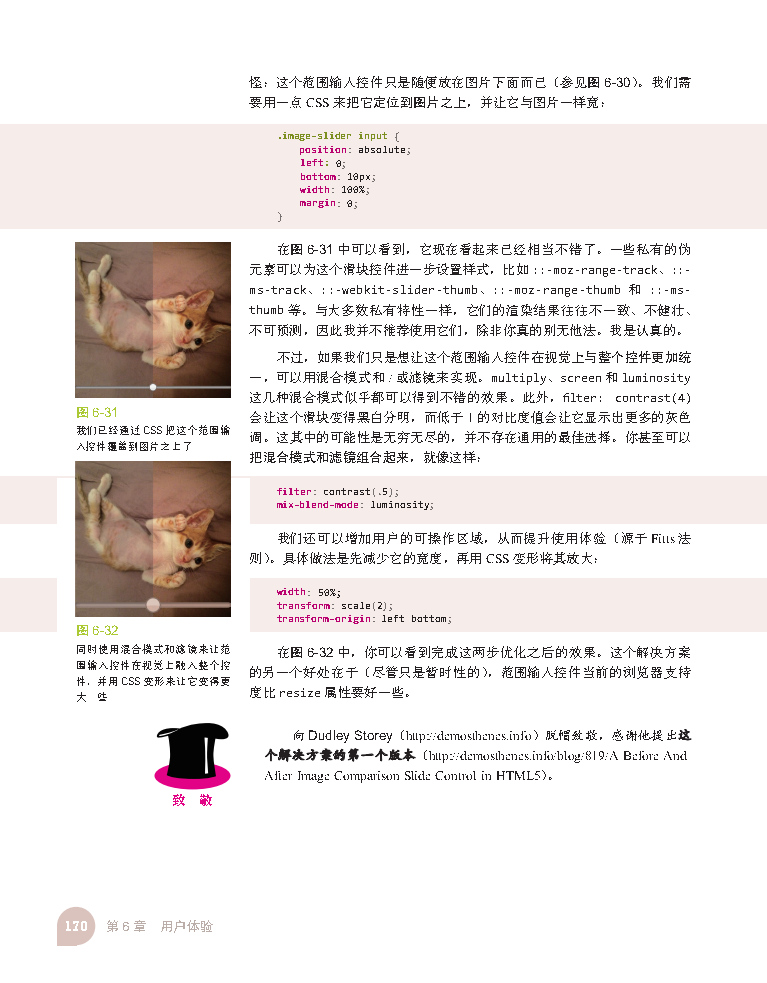 怪：这个范围输入控件只是随便放在图片下面而已（参见图 6-30）。我们需
要用一点 CSS 来把它定位到图片之上，并让它与图片一样宽：
.image-slider input {
position: absolute;
left: 0;
bottom: 10px;
width: 100%;
margin: 0;
}
在图 6-31 中可以看到，它现在看起来已经相当不错了。一些私有的伪
元素可以为这个滑块控件进一步设置样式，比如 ::-moz-range-track、::-
ms-track、::-webkit-slider-thumb、::-moz-range-thumb 和 ::-ms-
thumb 等。与大多数私有特性一样，它们的渲染结果往往不一致、不健壮、
不可预测，因此我并不推荐使用它们，除非你真的别无他法。我是认真的。
不过，如果我们只是想让这个范围输入控件在视觉上与整个控件更加统
一，可以用混合模式和 / 或滤镜来实现。multiply、screen 和 luminosity
这几种混合模式似乎都可以得到不错的效果。此外，filter: contrast(4)
会让这个滑块变得黑白分明，而低于 1 的对比度值会让它显示出更多的灰色
调。这其中的可能性是无穷无尽的，并不存在通用的最佳选择。你甚至可以
把混合模式和滤镜组合起来，就像这样：
图 6-31
我们已经通过 CSS 把这个范围输
入控件覆盖到图片之上了
filter: contrast(.5);
mix-blend-mode: luminosity;
我们还可以增加用户的可操作区域，从而提升使用体验（源于 Fitts 法
则）。具体做法是先减少它的宽度，再用 CSS 变形将其放大：
width: 50%;
transform: scale(2);
transform-origin: left bottom;
图 6-32
同时使用混合模式和滤镜来让范
围输入控件在视觉上融入整个控
件，并用 CSS 变形来让它变得更
大 些
在图 6-32 中，你可以看到完成这两步优化之后的效果。这个解决方案
的另一个好处在于（尽管只是暂时性的），范围输入控件当前的浏览器支持
度比 resize 属性要好一些。
致 敬
向 Dudley Storey（http://demosthenes.info）脱帽致敬，感谢他提出这
个解决方案的第一个版本（http://demosthenes.info/blog/819/A-Before-And-
After-Image-Comparison-Slide-Control-in-HTML5）。
170 第 6 章 用户体验